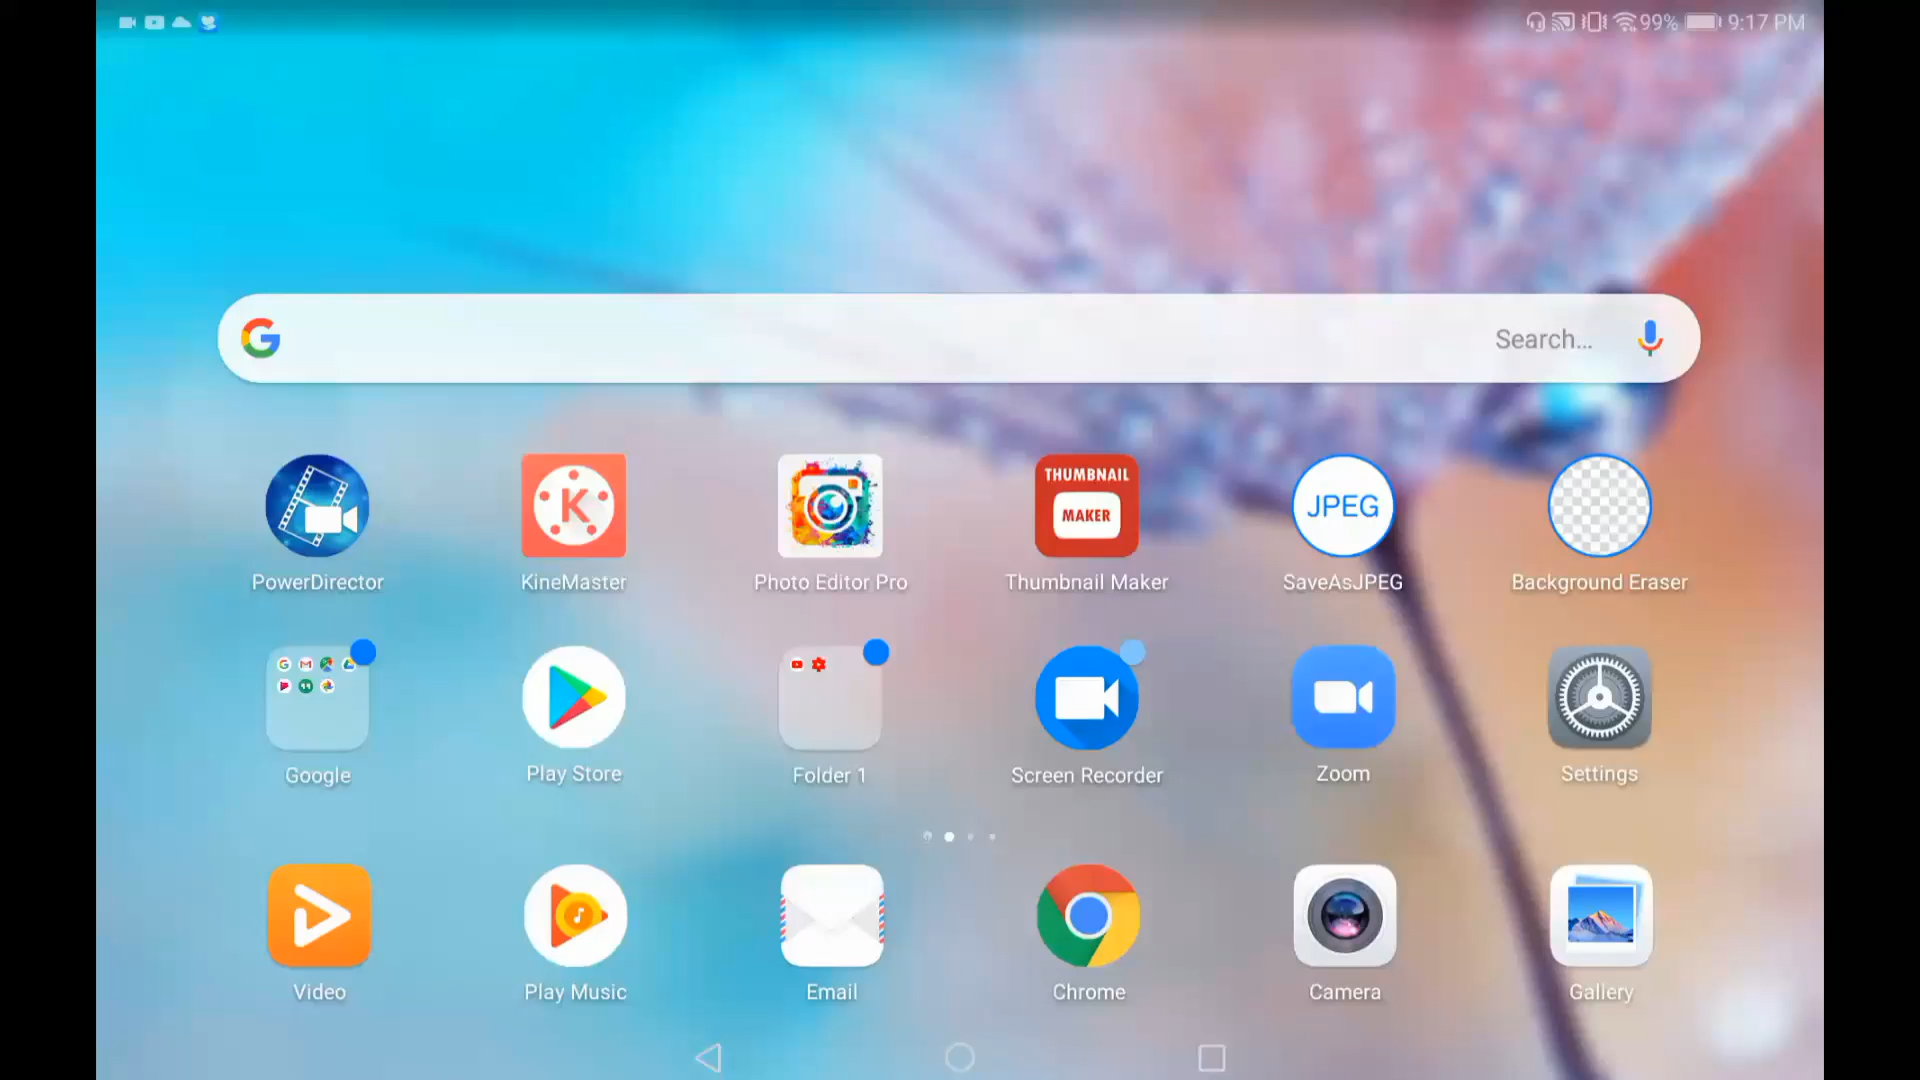 99% 9:17 PM
Search...
THUMBNAIL
MAKER
JPEG
PowerDirector KineMaster Photo Editor Pro Thumbnail Maker SaveAsJPEG Background Eraser
Google Play Store Folder 1 Screen Recorder Zoom Settings
Video Play Music Email Chrome Camera Gallery